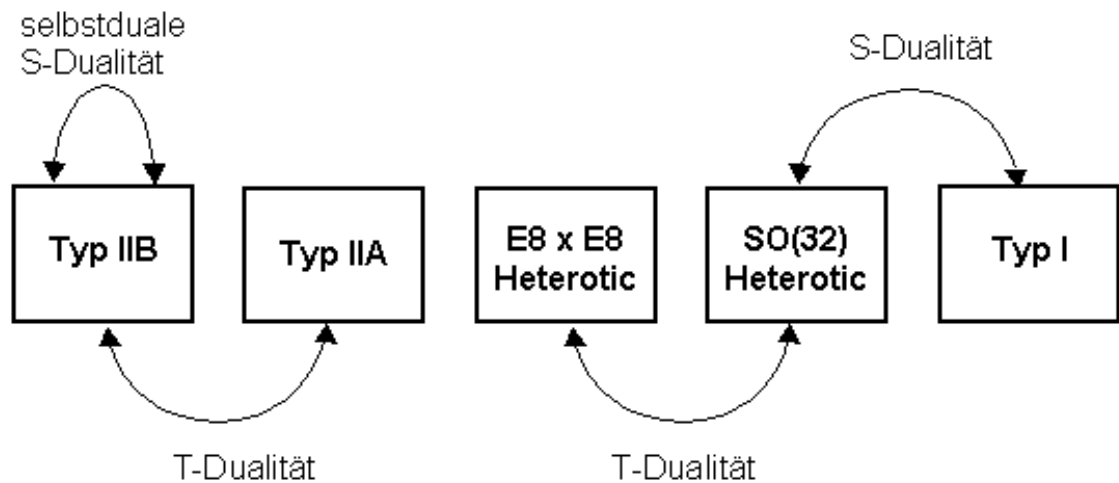 selbstduale
S-Dualität
S-Dualität
Typ IIB
Typ IIA
E8 x E8
Heterotic
SO(32)
Heterotic
Typ I
T-Dualität
T-Dualität